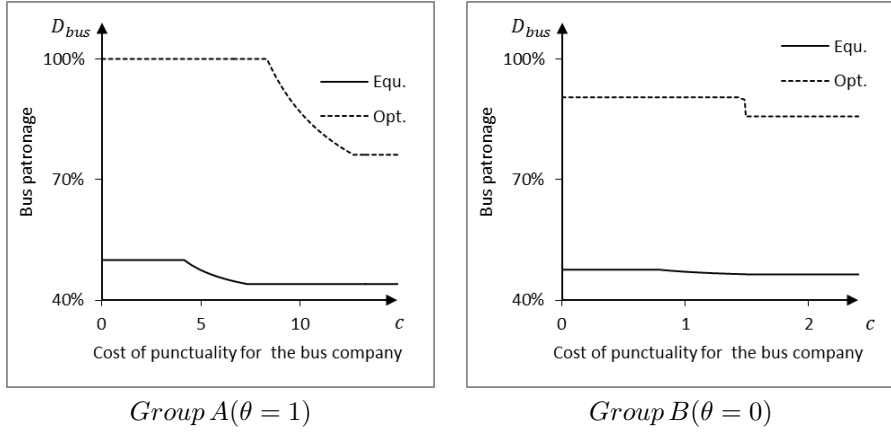 D_bus
100%
70%
40%
Bus patronage
Equ.
Opt.
0
5
10
c
Cost of punctuality for the bus company
Group A(θ = 1)
D_bus
100%
70%
40%
Bus patronage
Equ.
Opt.
0
1
2
c
Cost of punctuality for the bus company
Group B(θ = 0)